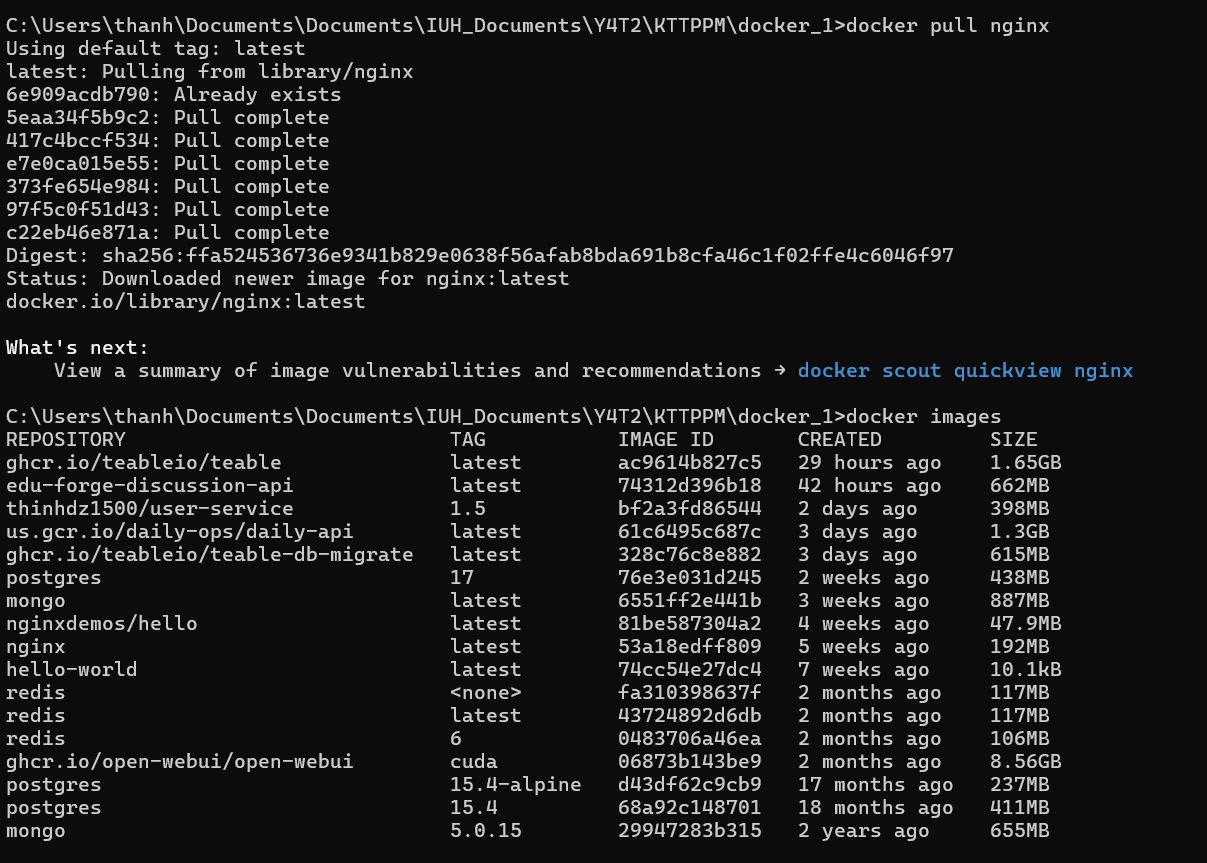 C:\Users\thanh\Documents\Documents\IUH_Documents\Y4T2\KTTPPM\docker_1>docker pull nginx
Using default tag: latest
latest: Pulling from library/nginx
6e909acdb790: Already exists
5eaa34f5b9c2: Pull complete
417c4bccf534: Pull complete
e7e0ca015e55: Pull complete
373fe654e984: Pull complete
97f5c0f51d43: Pull complete
c22eb46e871a: Pull complete
Digest: sha256:ffa524536736e9341b829e0638f56afab8bda691b8cfa46c1f02ffe4c6046f97
Status: Downloaded newer image for nginx:latest
docker.io/library/nginx:latest
What's next:
    View a summary of image vulnerabilities and recommendations → docker scout quickview nginx
C:\Users\thanh\Documents\Documents\IUH_Documents\Y4T2\KTTPPM\docker_1>docker images
REPOSITORY                           TAG           IMAGE ID       CREATED         SIZE
ghcr.io/teableio/teable              latest        ac9614b827c5   29 hours ago    1.65GB
edu-forge-discussion-api             latest        74312d396b18   42 hours ago    662MB
thinhdz1500/user-service             1.5           bf2a3fd86544   2 days ago      398MB
us.gcr.io/daily-ops/daily-api        latest        61c6495c687c   3 days ago      1.3GB
ghcr.io/teableio/teable-db-migrate   latest        328c76c8e882   3 days ago      615MB
postgres                             17            76e3e031d245   2 weeks ago     438MB
mongo                                latest        6551ff2e441b   3 weeks ago     887MB
nginxdemos/hello                     latest        81be587304a2   4 weeks ago     47.9MB
nginx                                latest        53a18edff809   5 weeks ago     192MB
hello-world                          latest        74cc54e27dc4   7 weeks ago     10.1kB
redis                                <none>        fa310398637f   2 months ago    117MB
redis                                latest        43724892d6db   2 months ago    117MB
redis                                6             0483706a46ea   2 months ago    106MB
ghcr.io/open-webui/open-webui        cuda          06873b143be9   2 months ago    8.56GB
postgres                             15.4-alpine   d43df62c9cb9   17 months ago   237MB
postgres                             15.4          68a92c148701   18 months ago   411MB
mongo                                5.0.15        29947283b315   2 years ago     655MB